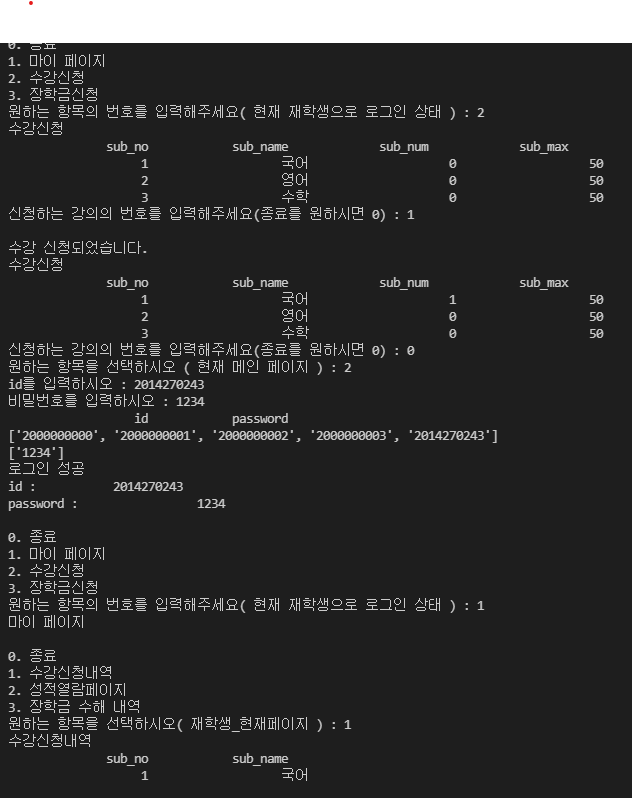 0. 종료
1. 마이 페이지
2. 수강신청
3. 장학금신청
원하는 항목의 번호를 입력해주세요( 현재 재학생으로 로그인 상태 ) : 2
수강신청
sub_no sub_name sub_num sub_max
1 국어 0 50
2 영어 0 50
3 수학 0 50
신청하는 강의의 번호를 입력해주세요(종료를 원하시면 0) : 1
수강 신청되었습니다.
수강신청
sub_no sub_name sub_num sub_max
1 국어 1 50
2 영어 0 50
3 수학 0 50
신청하는 강의의 번호를 입력해주세요(종료를 원하시면 0) : 0
원하는 항목을 선택하시오 ( 현재 메인 페이지 ) : 2
id를 입력하시오 : 2014270243
비밀번호를 입력하시오 : 1234
id password
['2000000000', '2000000001', '2000000002', '2000000003', '2014270243']
['1234']
로그인 성공
id : 2014270243
password : 1234
0. 종료
1. 마이 페이지
2. 수강신청
3. 장학금신청
원하는 항목의 번호를 입력해주세요( 현재 재학생으로 로그인 상태 ) : 1
마이 페이지
0. 종료
1. 수강신청내역
2. 성적열람페이지
3. 장학금 수해 내역
원하는 항목을 선택하시오( 재학생_현재페이지 ) : 1
수강신청내역
sub_no sub_name
1 국어